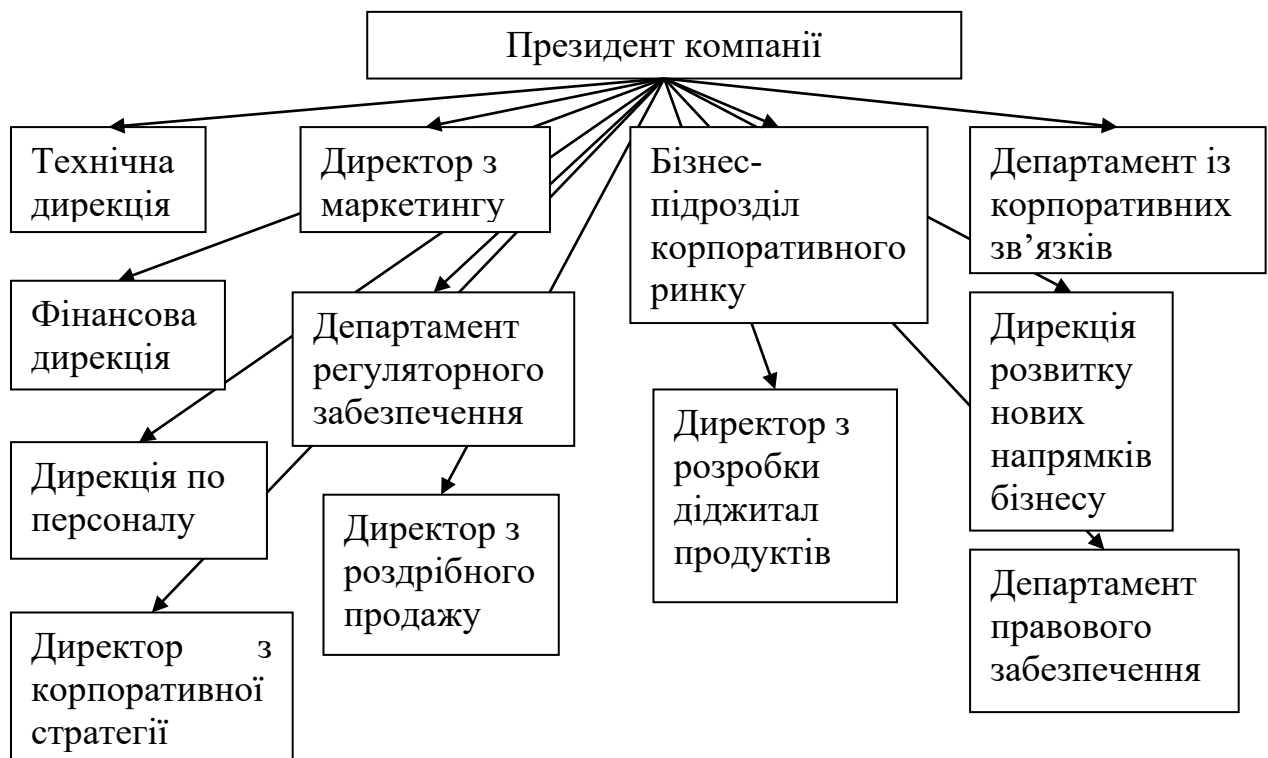 Президент компанії
Технічна
дирекція
Директор з
маркетингу
Бізнес-
підрозділ
корпоративного
ринку
Департамент із
корпоративних
зв’язків
Фінансова
дирекція
Департамент
регуляторного
забезпечення
Дирекція
розвитку
нових
напрямків
бізнесу
Дирекція по
персоналу
Директор з
роздрібного
продажу
Директор з
розробки
діджитал
продуктів
Департамент
правового
забезпечення
Директор з
корпоративної
стратегії